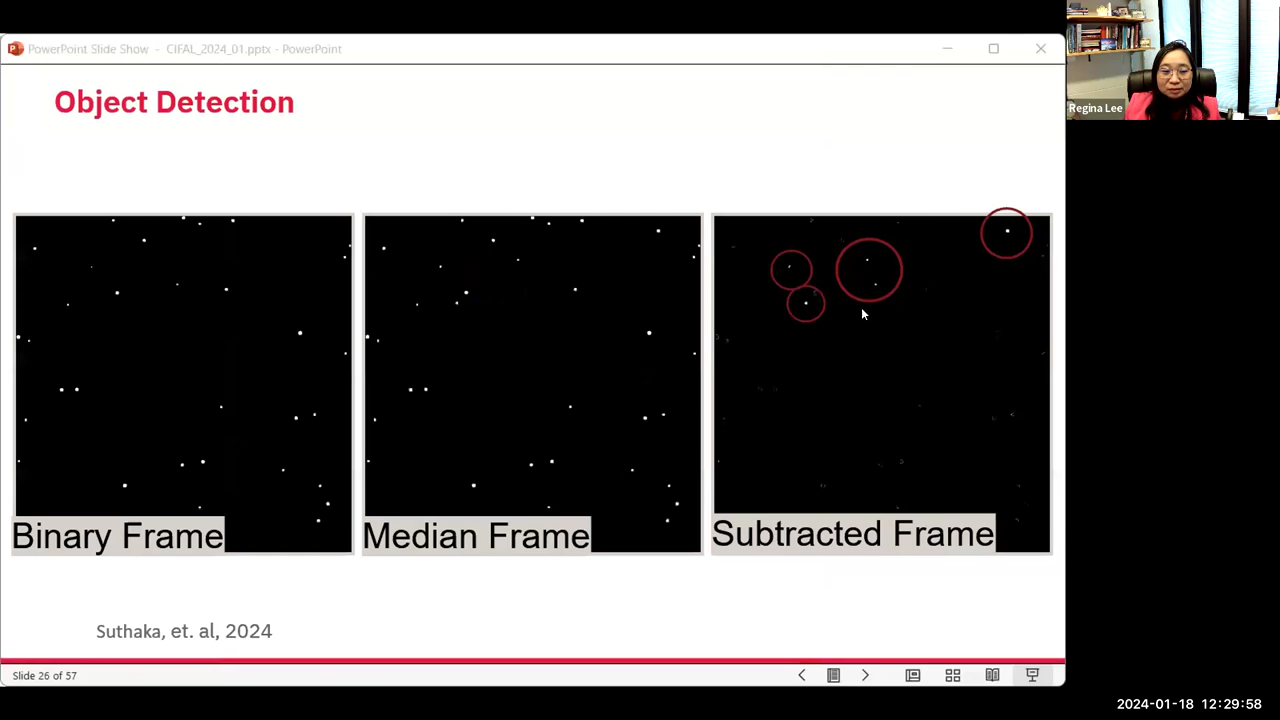 PowerPoint Slide Show - CIFAL_2024_01.pptx - PowerPoint
Regina Lee
Object Detection
Binary Frame
Median Frame
Subtracted Frame
Suthaka, et. al, 2024
Slide 26 of 57
2024-01-18 12:29:58